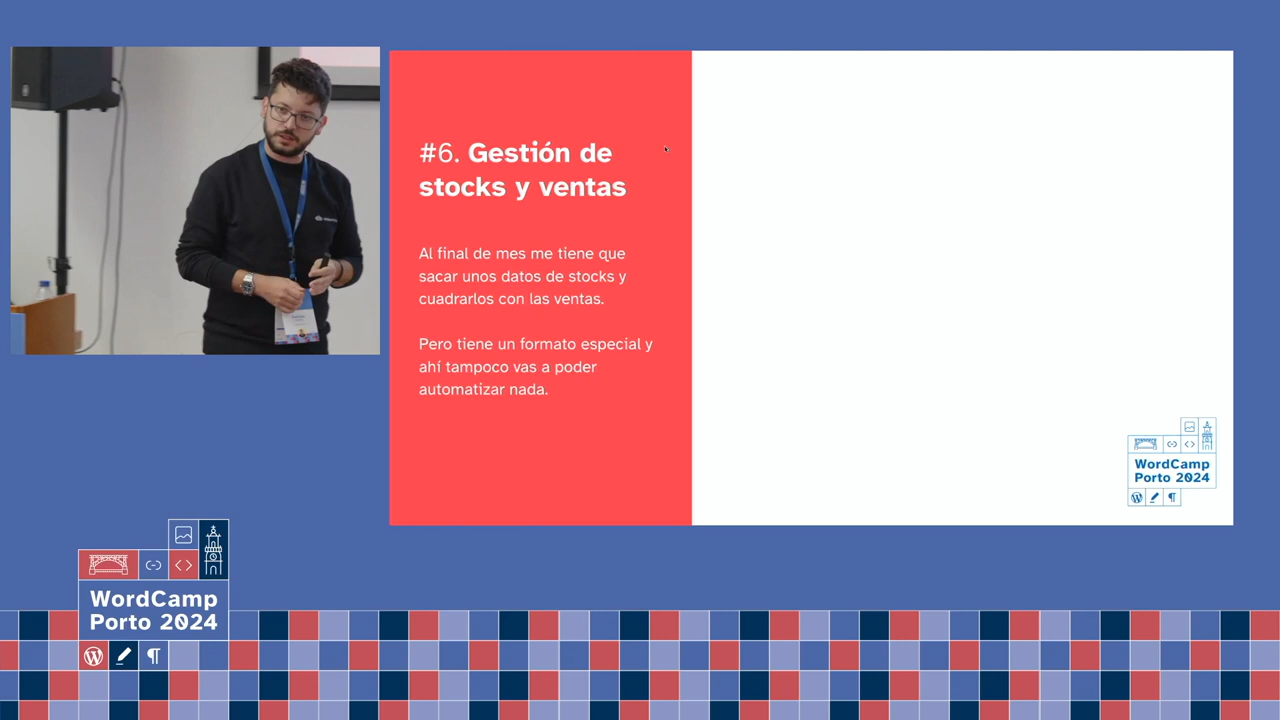 #6. Gestión de
stocks y ventas
Al final de mes me tiene que
sacar unos datos de stocks y
cuadrarlos con las ventas.
Pero tiene un formato especial y
ahí tampoco vas a poder
automatizar nada.
WordCamp
Porto 2024
WordCamp
Porto 2024